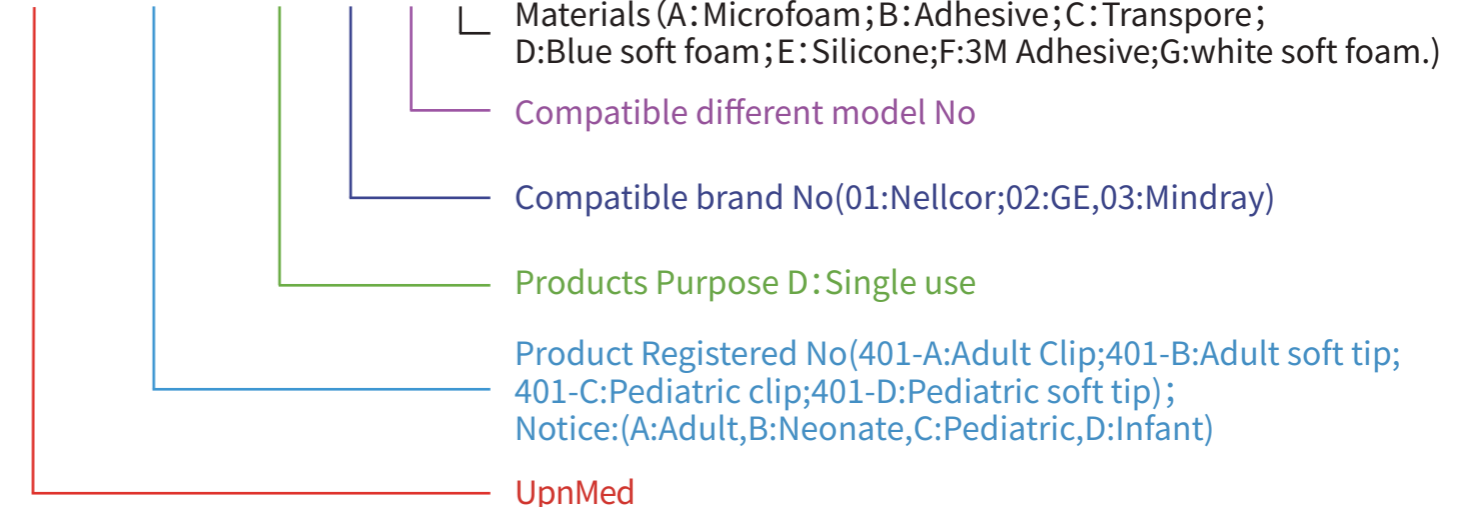 Materials（A：Microfoam；B：Adhesive；C：Transpore；
D:Blue soft foam；E：Silicone;F:3M Adhesive;G:white soft foam.)
Compatible different model No
Compatible brand No(01:Nellcor;02:GE,03:Mindray)
Products Purpose D：Single use
Product Registered No(401-A:Adult Clip;401-B:Adult soft tip;
401-C:Pediatric clip;401-D:Pediatric soft tip)；
Notice:(A:Adult,B:Neonate,C:Pediatric,D:Infant)
UpnMed